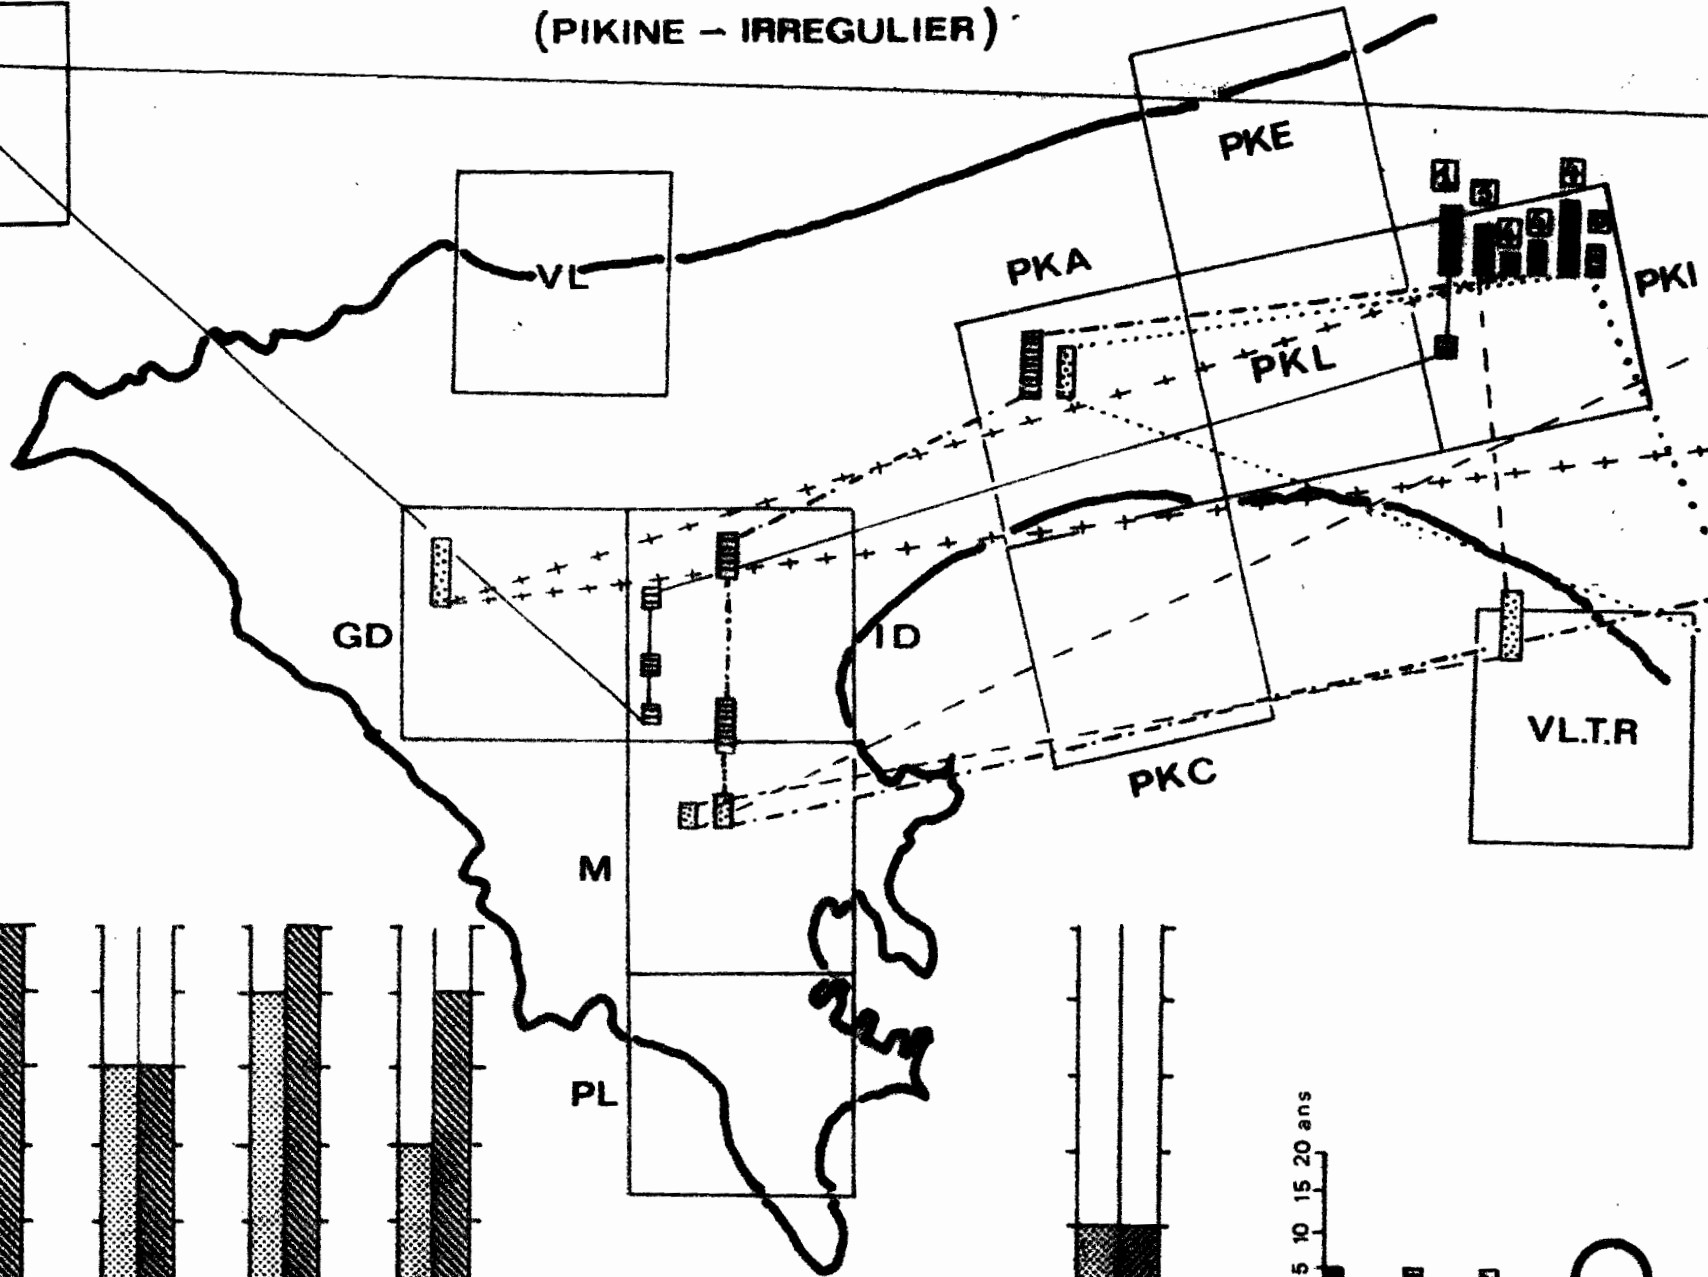 (PIKINE – IRREGULIER)
PKE
PKA
PKI
VL
PKL
GD
ID
VL.T.R
PKC
M
PL
20 ans
15
10
5